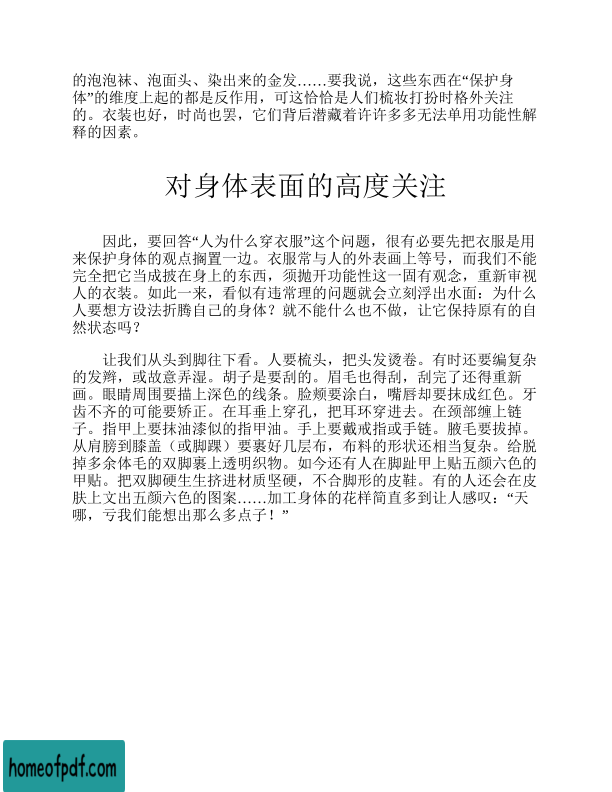 的泡泡袜、泡面头、染出来的金发……要我说，这些东西在“保护身
体”的维度上起的都是反作用，可这恰恰是人们梳妆打扮时格外关注
的。衣装也好，时尚也罢，它们背后潜藏着许许多多无法单用功能性解
释的因素。
对身体表面的高度关注
因此，要回答“人为什么穿衣服”这个问题，很有必要先把衣服是用
来保护身体的观点搁置一边。衣服常与人的外表画上等号，而我们不能
完全把它当成披在身上的东西，须抛开功能性这一固有观念，重新审视
人的衣装。如此一来，看似有违常理的问题就会立刻浮出水面：为什么
人要想方设法折腾自己的身体？就不能什么也不做，让它保持原有的自
然状态吗？
让我们从头到脚往下看。人要梳头，把头发烫卷。有时还要编复杂
的发辫，或故意弄湿。胡子是要刮的。眉毛也得刮，刮完了还得重新
画。眼睛周围要描上深色的线条。脸颊要涂白，嘴唇却要抹成红色。牙
齿不齐的可能要矫正。在耳垂上穿孔，把耳环穿进去。在颈部缠上链
子。指甲上要抹油漆似的指甲油。手上要戴戒指或手链。腋毛要拔掉。
从肩膀到膝盖（或脚踝）要裹好几层布，布料的形状还相当复杂。给脱
掉多余体毛的双脚裹上透明织物。如今还有人在脚趾甲上贴五颜六色的
甲贴。把双脚硬生生挤进材质坚硬，不合脚形的皮鞋。有的人还会在皮
肤上文出五颜六色的图案……加工身体的花样简直多到让人感叹：“天
哪，亏我们能想出那么多点子！”
homeofpdf.com